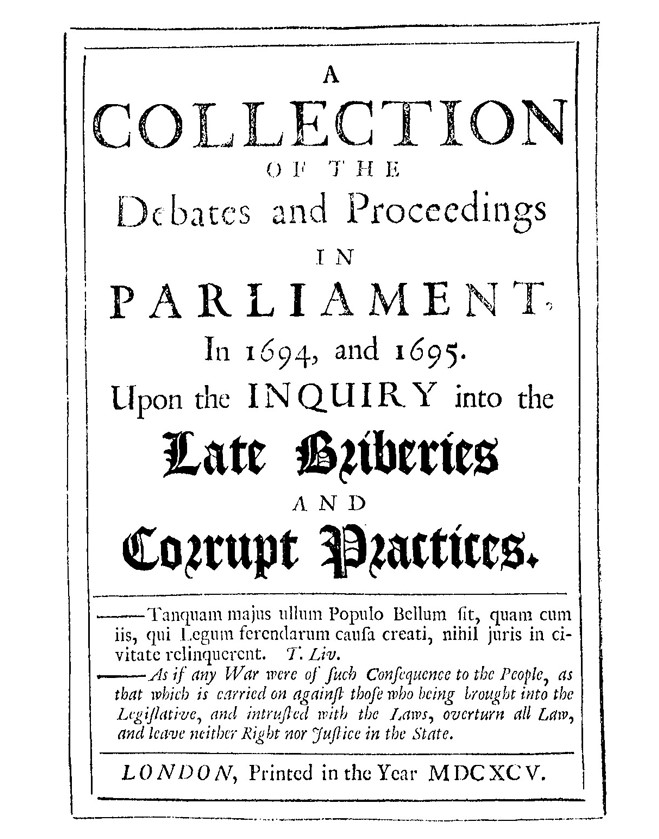 A
COLLECTION
OF THE
Debates and Proceedings
IN
PARLIAMENT,
In 1694, and 1695.
Upon the INQUIRY into the
Late Briberies
AND
Corrupt Practices.
——Tanquam majus ullum Populo Bellum ſit, quam cum
iis, qui Legum ferendarum cauſa creati, nihil juris in ci-
vitate relinquerent. T. Liv.
——As if any War were of ſuch Conſequence to the People, as
that which is carried on againſt thoſe who being brought into the
Legiſlative, and intruſted with the Laws, overturn all Law,
and leave neither Right nor Juſtice in the State.
LONDON, Printed in the Year MDCXCV.